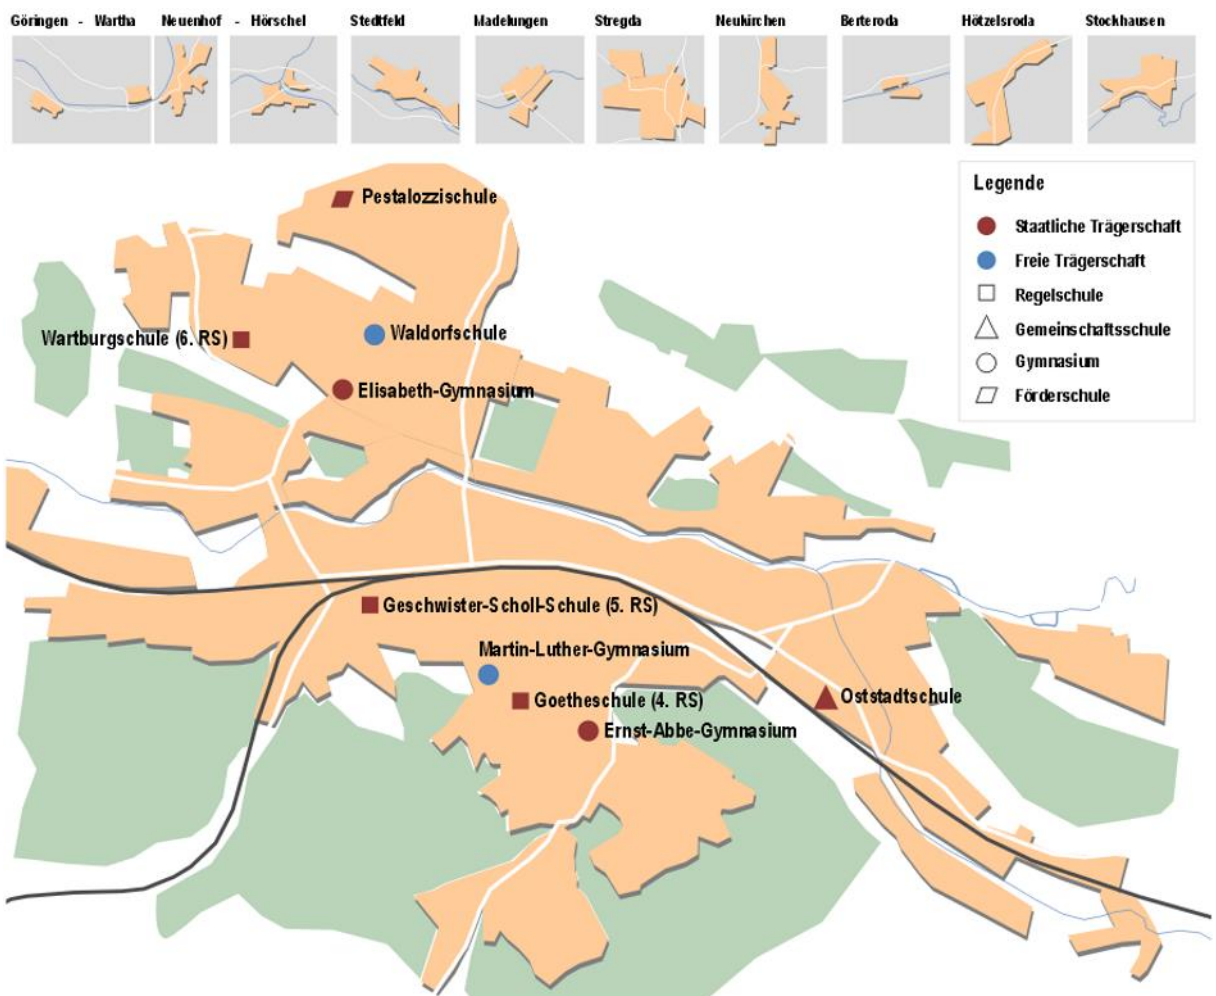 Göringen - Wartha Neuenhof - Hörschel Stedtfeld Madelungen Stregda Neukirchen Berteroda Hötzelsroda Stockhausen
Legende
Staatliche Trägerschaft
Freie Trägerschaft
Regelschule
Gemeinschaftsschule
Gymnasium
Förderschule
Pestalozzischule
Waldorfschule
Wartburgschule (6. RS)
Elisabeth-Gymnasium
Geschwister-Scholl-Schule (5. RS)
Martin-Luther-Gymnasium
Goetheschule (4. RS)
Oststadtschule
Ernst-Abbe-Gymnasium